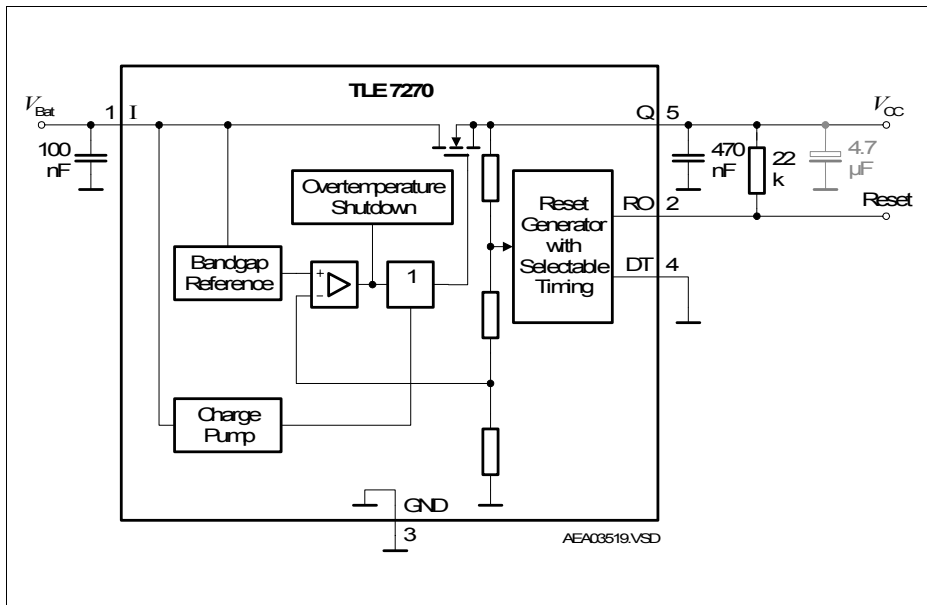 TLE 7270
V_Bat
1 I
Q 5
V_CC
100
nF
470
nF
22
k
4.7
µF
Overtemperature
Shutdown
Reset
Generator
with
Selectable
Timing
RO 2
Reset
Bandgap
Reference
+
−
1
DT 4
Charge
Pump
GND
3
AEA03519.VSD